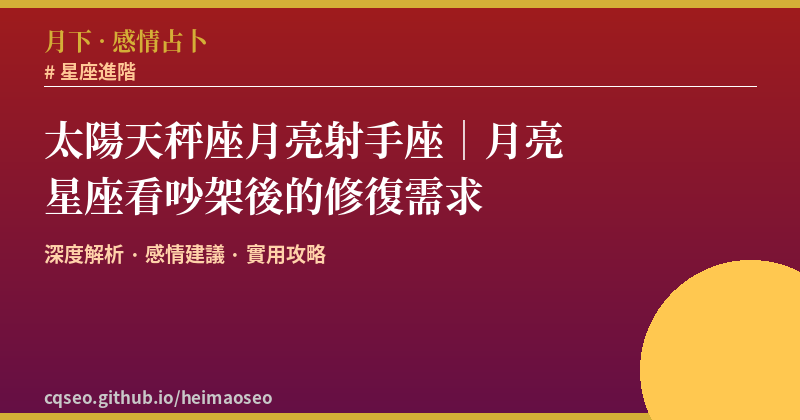 月下 · 感情占卜
# 星座進階
太陽天秤座月亮射手座｜月亮
星座看吵架後的修復需求
深度解析 · 感情建議 · 實用攻略
cqseo.github.io/heimaoseo